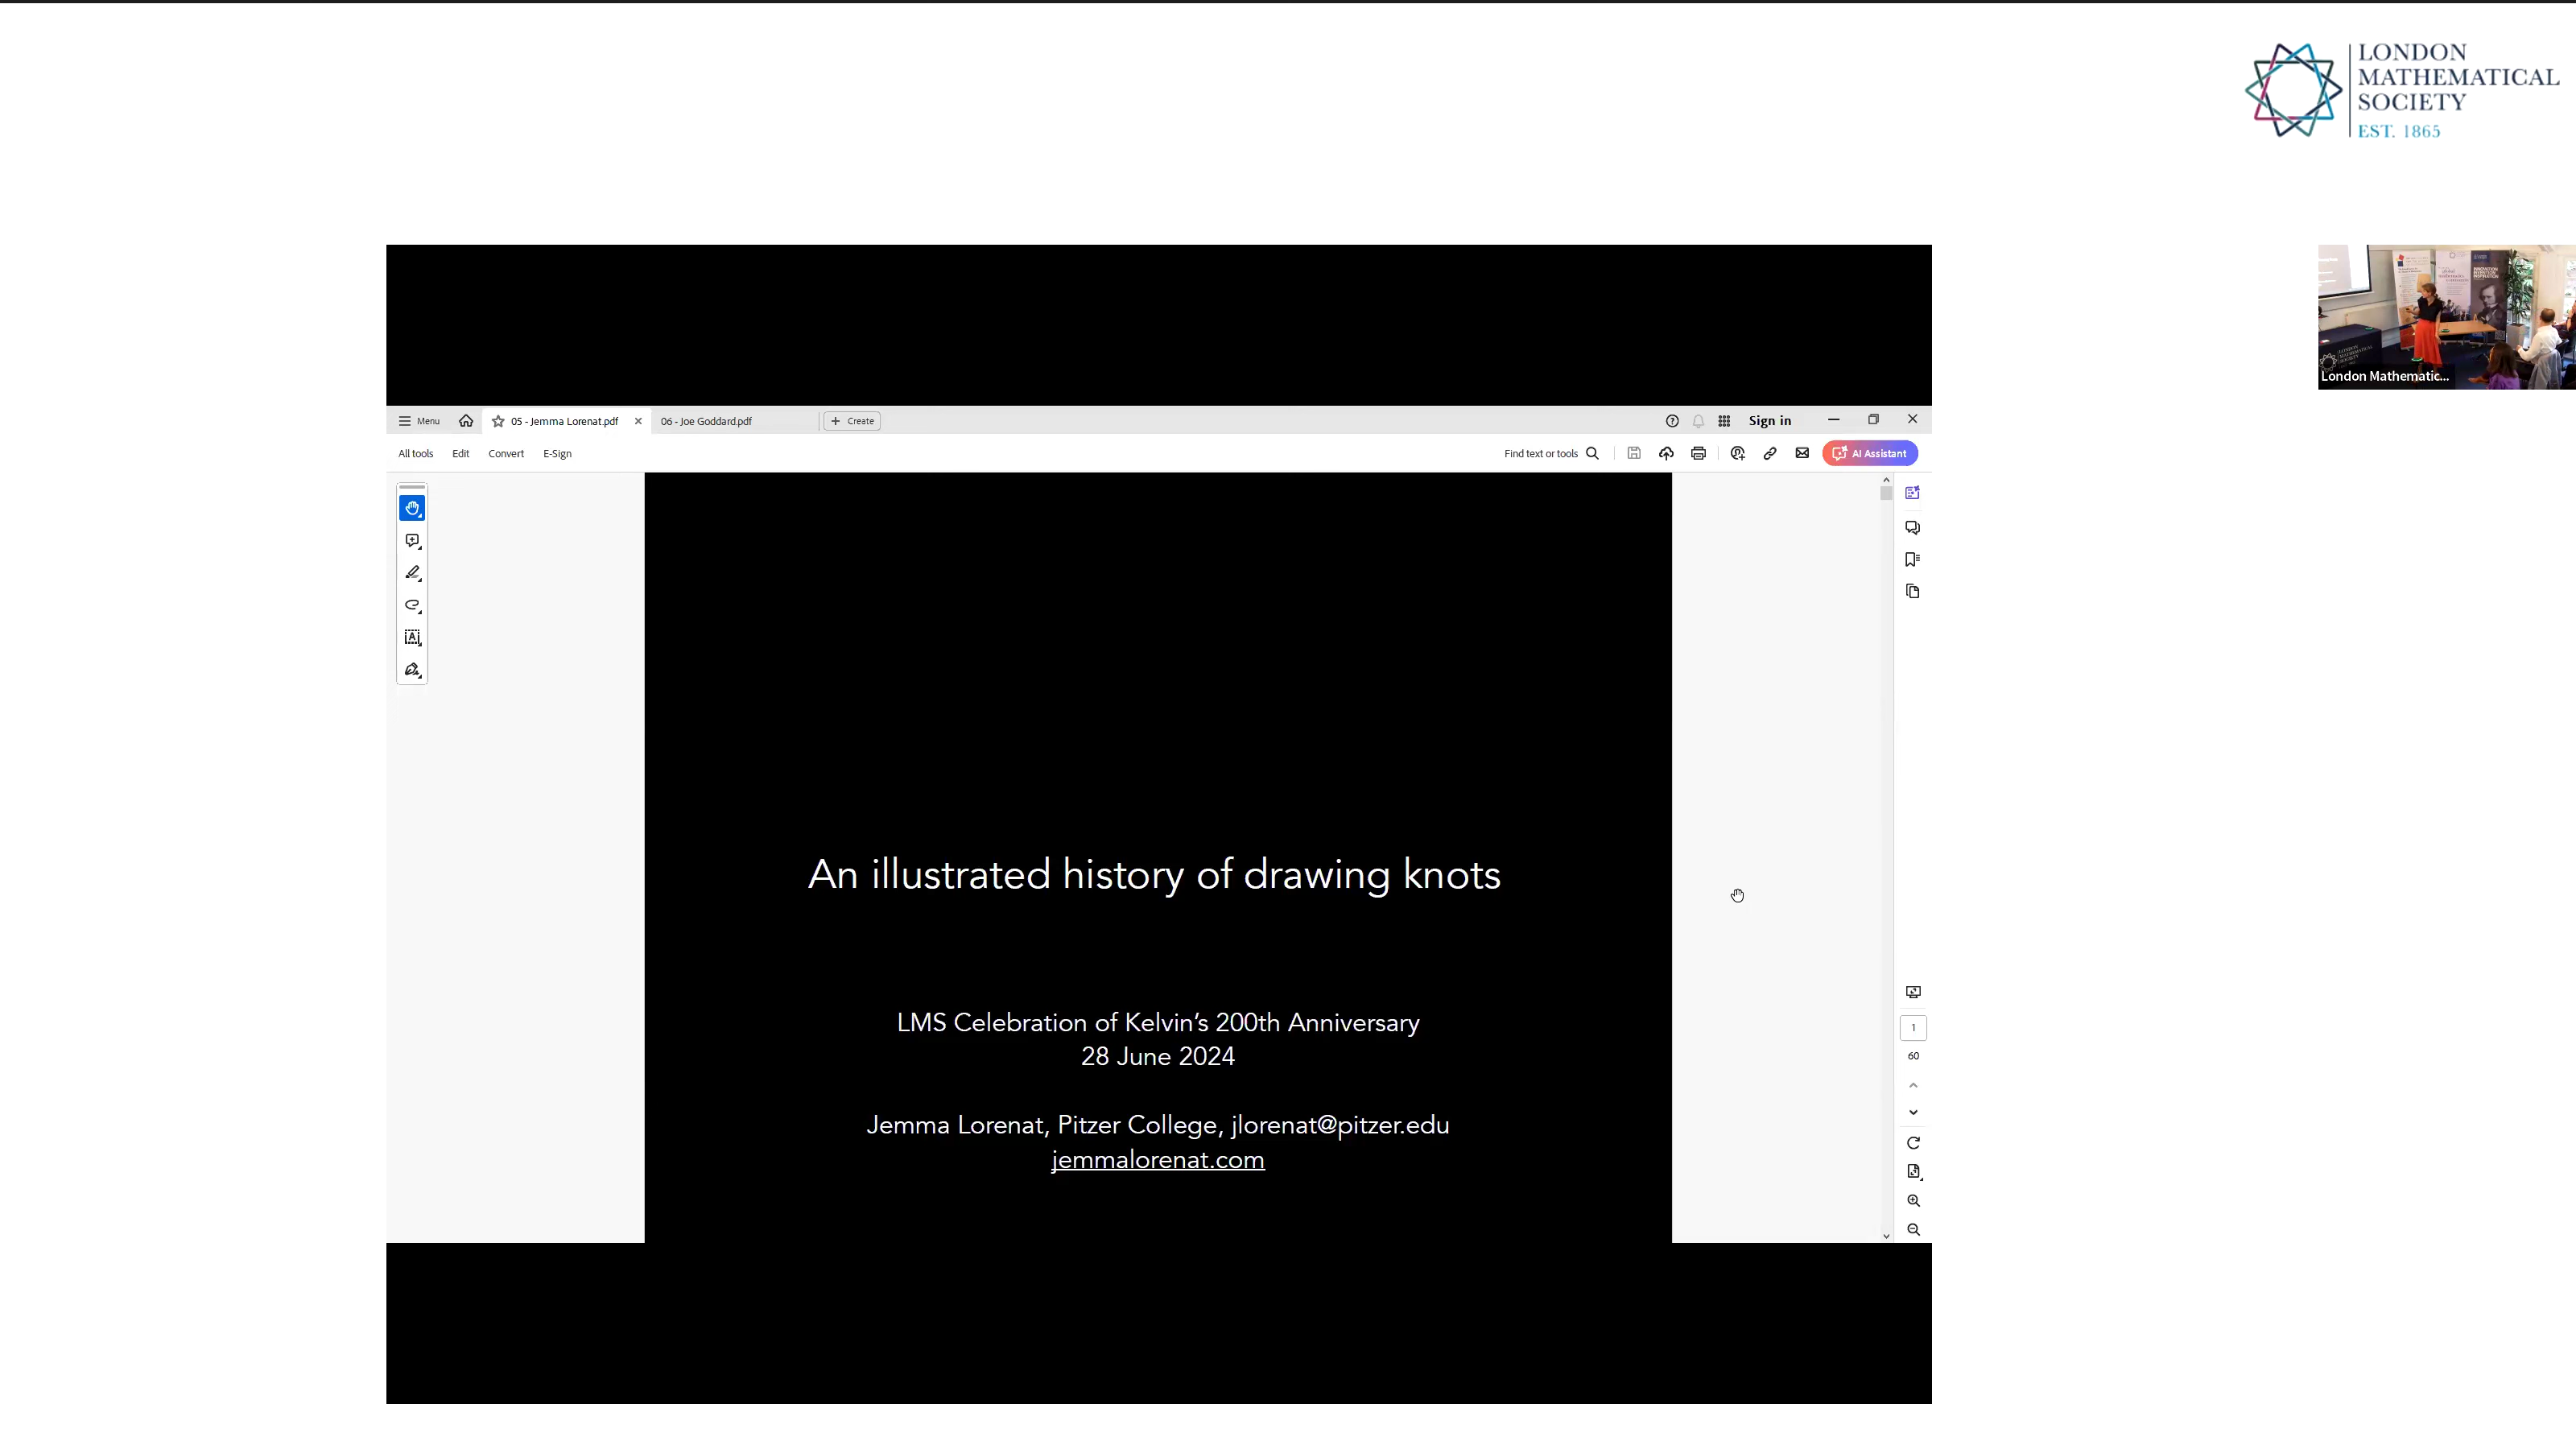 LONDON
MATHEMATICAL
SOCIETY
EST. 1865
London Mathematic...
Menu
05 - Jemma Lorenat.pdf
06 - Joe Goddard.pdf
Create
Sign in
All tools
Edit
Convert
E-Sign
Find text or tools
AI Assistant
An illustrated history of drawing knots
LMS Celebration of Kelvin’s 200th Anniversary
28 June 2024
Jemma Lorenat, Pitzer College, jlorenat@pitzer.edu
jemmalorenat.com
1
60